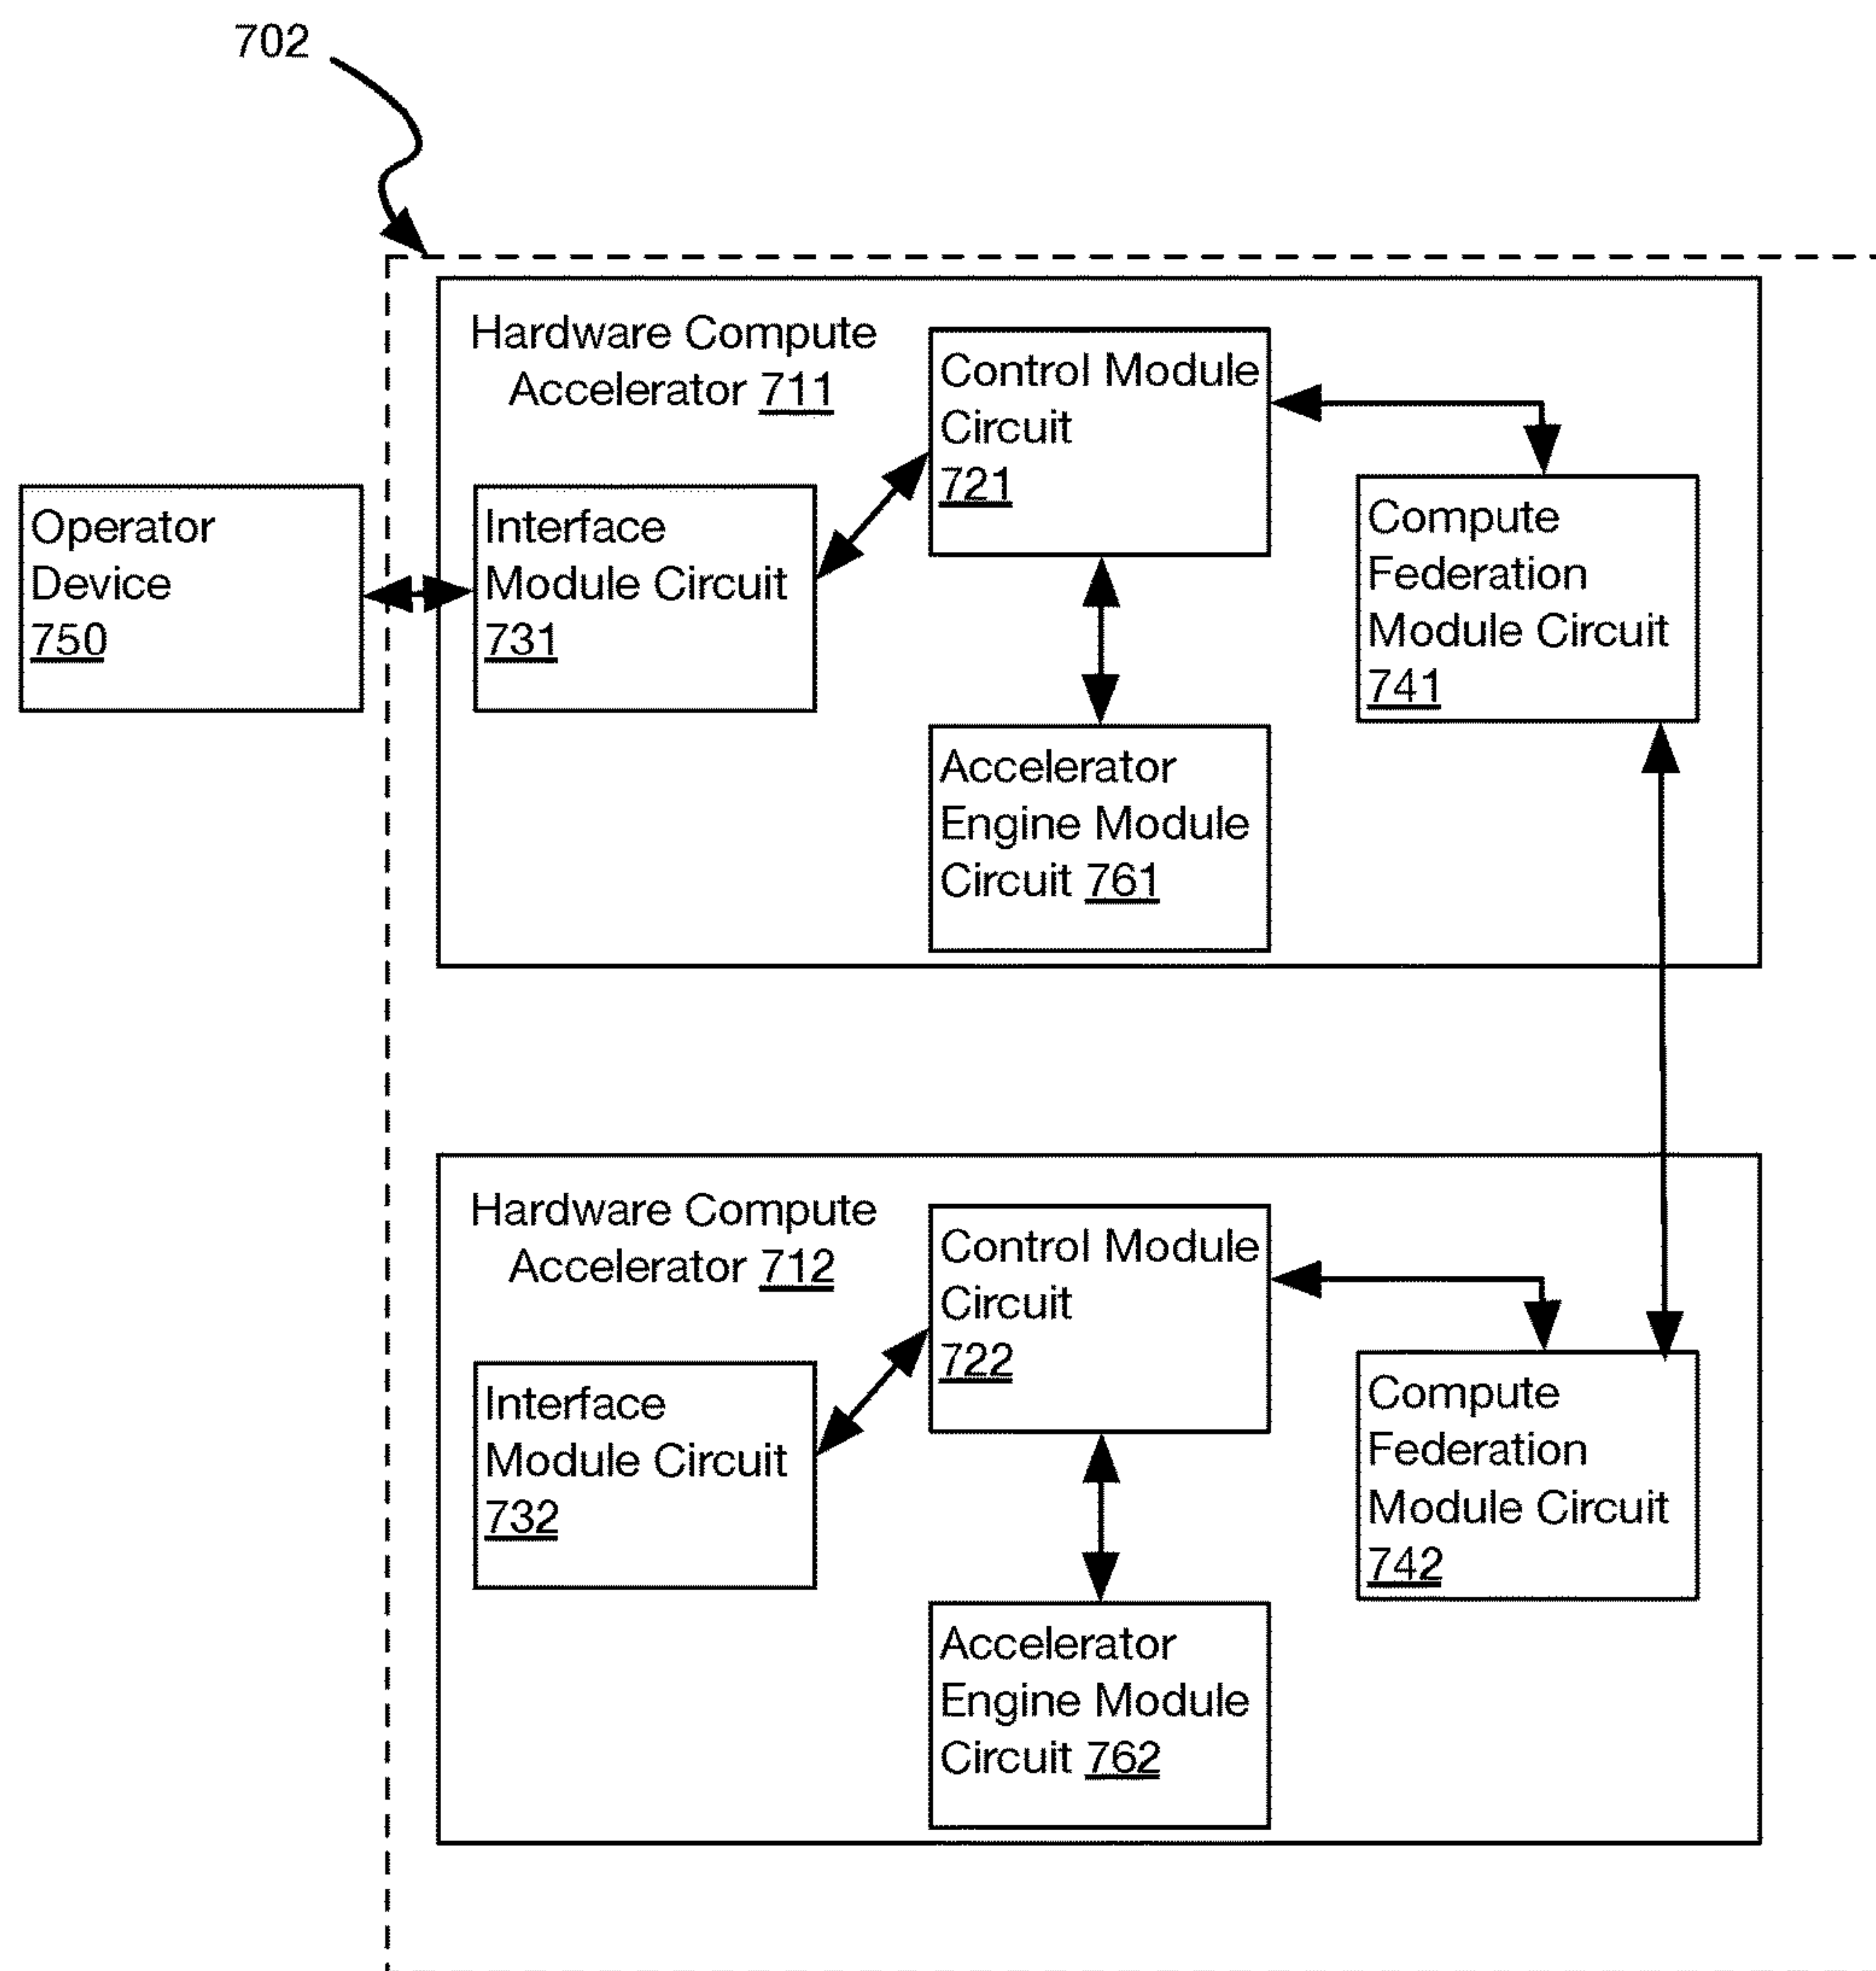 702
Hardware Compute
Accelerator 711
Control Module
Circuit
721
Operator
Device
750
Interface
Module Circuit
731
Compute
Federation
Module Circuit
741
Accelerator
Engine Module
Circuit 761
Hardware Compute
Accelerator 712
Control Module
Circuit
722
Interface
Module Circuit
732
Compute
Federation
Module Circuit
742
Accelerator
Engine Module
Circuit 762